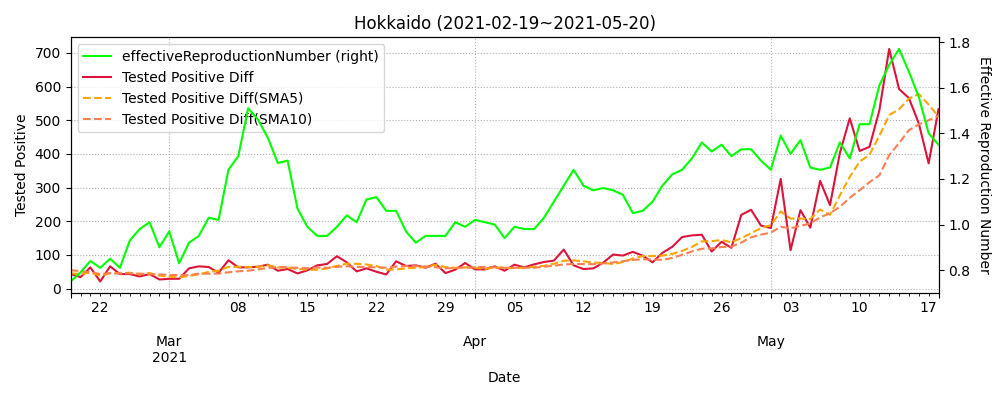 Hokkaido (2021-02-19~2021-05-20)
effectiveReproductionNumber (right)
Tested Positive Diff
Tested Positive Diff(SMA5)
Tested Positive Diff(SMA10)
Tested Positive
700
600
500
400
300
200
100
0
1.8
1.6
1.4
1.2
1.0
0.8
Effective Reproduction Number
22 08 15 22 29 05 12 19 26 03 10 17
Mar Apr May
2021
Date